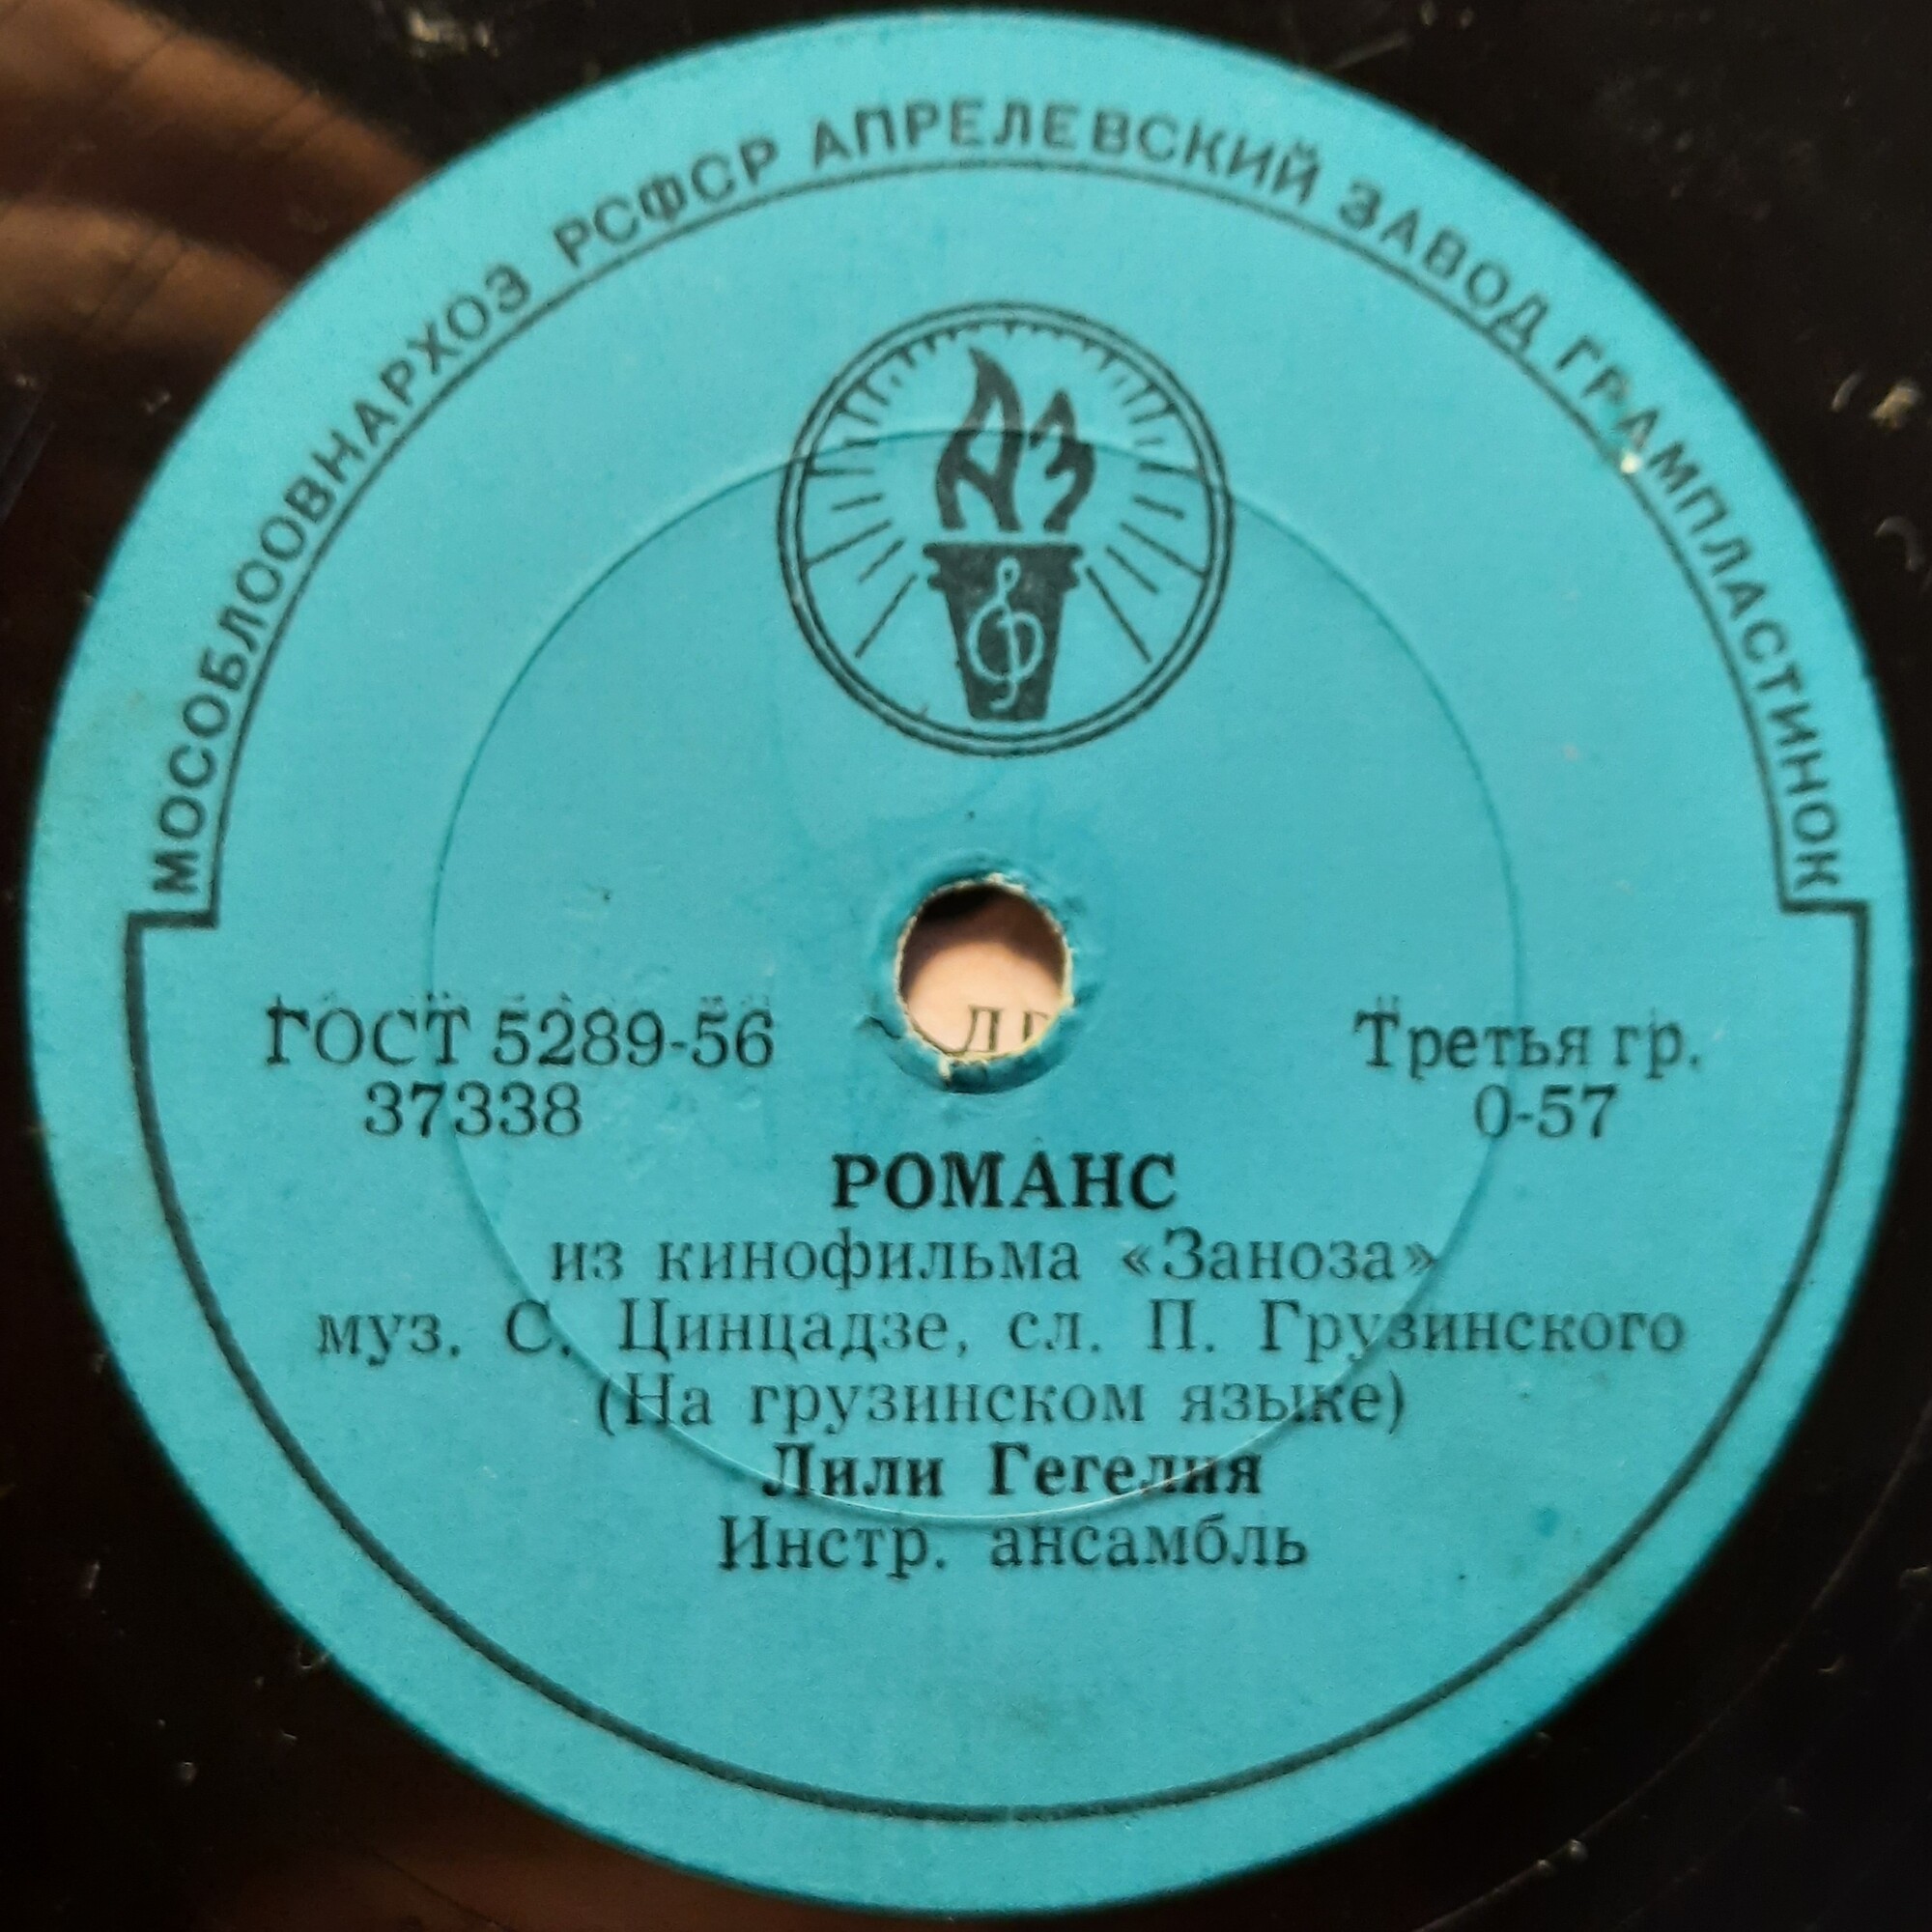 МОСОБЛСОВНАРХОЗ РСФСР АПРЕЛЕВСКИЙ ЗАВОД ГРАМПЛАСТИНОК
АЗ
ГОСТ 5289-56
Третья гр.
37338
0-57
РОМАНС
из кинофильма «Заноза»
муз. С. Цинцадзе, сл. П. Грузинского
(На грузинском языке)
Лили Гегелия
Инстр. ансамбль